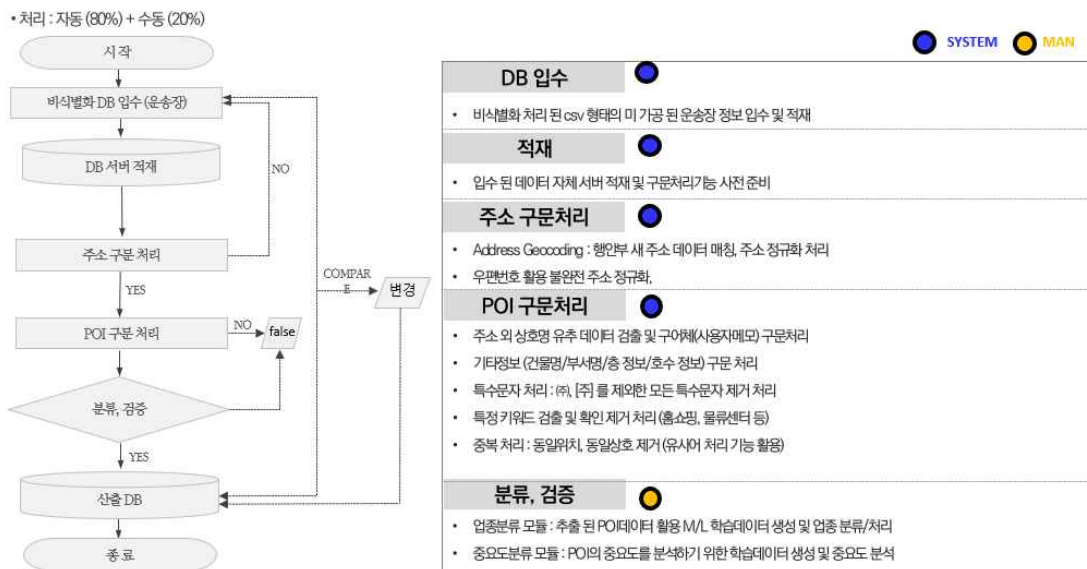 • 처리 : 자동 (80%) + 수동 (20%)
시작
비식별화 DB 입수 (운송장)
DB 서버 적재
NO
주소 구문 처리
YES
POI 구문 처리
NO
false
COMPAR
E
변경
분류, 검증
YES
산출 DB
종료
SYSTEM
MAN
DB 입수
• 비식별화 처리 된 csv 형태의 미 가공 된 운송장 정보 입수 및 적재
적재
• 입수 된 데이터 자체 서버 적재 및 구문처리기능 사전 준비
주소 구문처리
• Address Geocoding : 행안부 새 주소 데이터 매칭, 주소 정규화 처리
• 우편번호 활용 불완전 주소 정규화,
POI 구문처리
• 주소 외 상호명 유추 데이터 검출 및 구어체(사용자메모) 구문처리
• 기타정보 (건물명/부서명/층 정보/호수 정보) 구문 처리
• 특수문자 처리 : ㈜, [주] 를 제외한 모든 특수문자 제거 처리
• 특정 키워드 검출 및 확인 제거 처리 (홈쇼핑, 물류센터 등)
• 중복 처리 : 동일위치, 동일상호 제거 (유사어 처리 기능 활용)
분류, 검증
• 업종분류 모듈 : 추출 된 POI데이터 활용 M/L 학습데이터 생성 및 업종 분류/처리
• 중요도분류 모듈 : POI의 중요도를 분석하기 위한 학습데이터 생성 및 중요도 분석